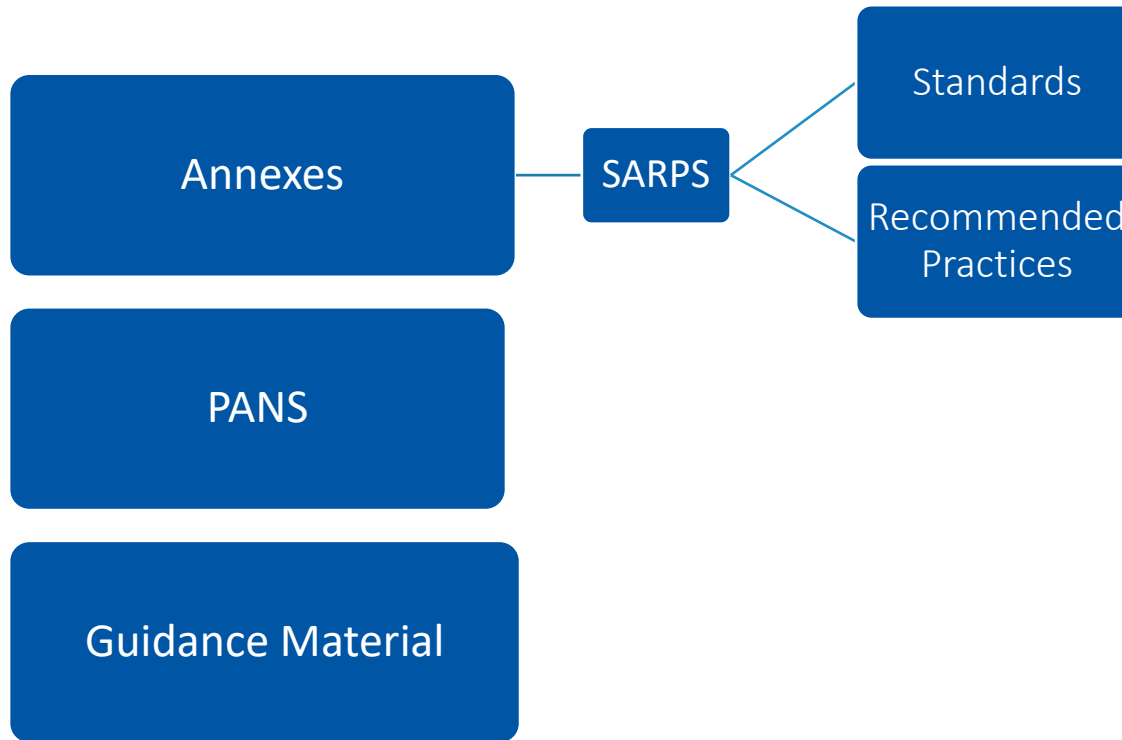 Annexes
SARPS
Standards
Recommended
Practices
PANS
Guidance Material